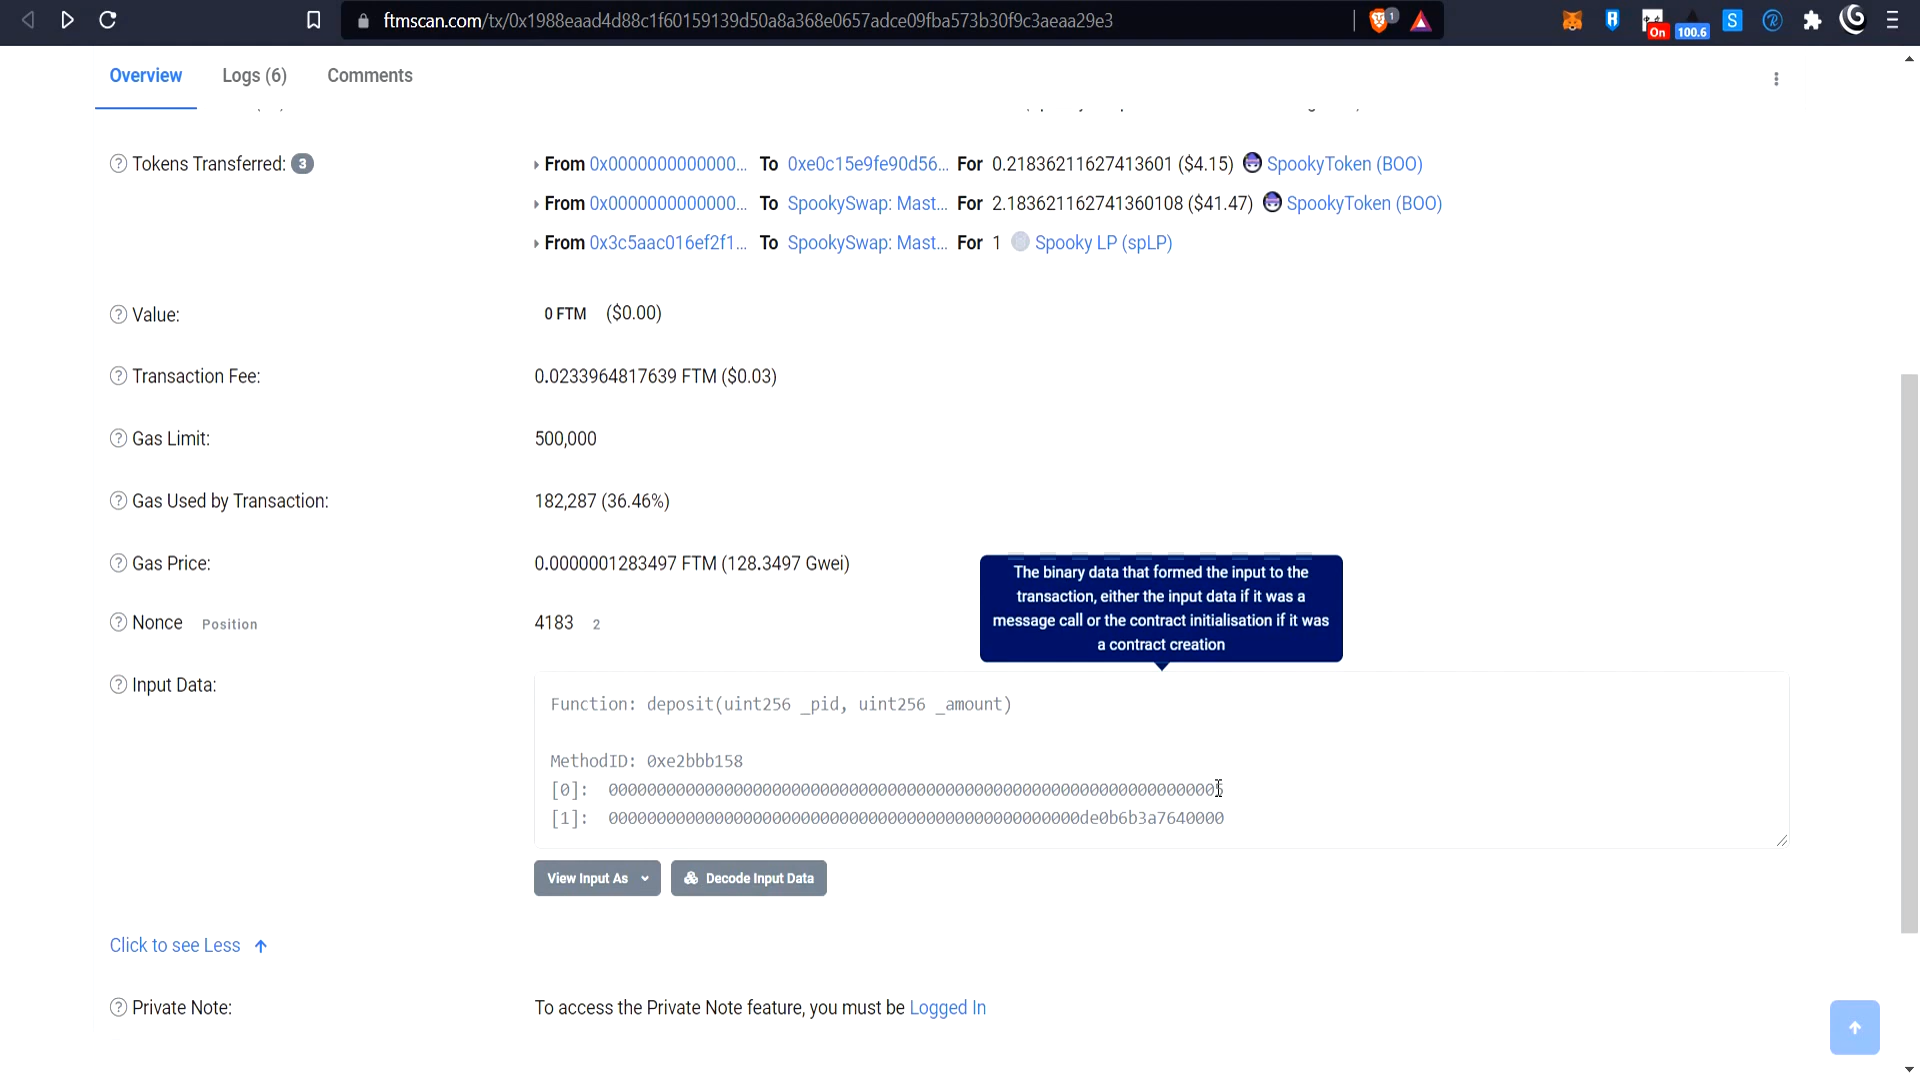 ftmscan.com/tx/0x1988eaad4d88c1f60159139d50a8a368e0657adce09fba573b30f9c3aeaa29e3
1
On
100.6
S
Overview
Logs (6)
Comments
Tokens Transferred: 3
From 0x0000000000000... To 0xe0c15e9fe90d56... For 0.21836211627413601 ($4.15) SpookyToken (BOO)
From 0x0000000000000... To SpookySwap: Mast... For 2.183621162741360108 ($41.47) SpookyToken (BOO)
From 0x3c5aac016ef2f1... To SpookySwap: Mast... For 1 Spooky LP (spLP)
Value: 0 FTM ($0.00)
Transaction Fee: 0.0233964817639 FTM ($0.03)
Gas Limit: 500,000
Gas Used by Transaction: 182,287 (36.46%)
Gas Price: 0.0000001283497 FTM (128.3497 Gwei)
The binary data that formed the input to the
transaction, either the input data if it was a
message call or the contract initialisation if it was
a contract creation
Nonce Position 4183 2
Input Data:
Function: deposit(uint256 _pid, uint256 _amount)
MethodID: 0xe2bbb158
[0]: 0000000000000000000000000000000000000000000000000000000000000005
[1]: 0000000000000000000000000000000000000000000000000de0b6b3a7640000
View Input As
Decode Input Data
Click to see Less
Private Note: To access the Private Note feature, you must be Logged In